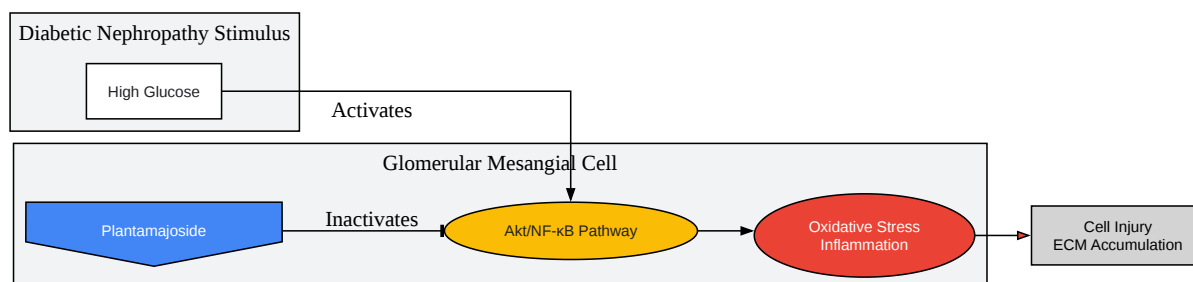 Diabetic Nephropathy Stimulus
High Glucose
Activates
Glomerular Mesangial Cell
Plantamajoside
Inactivates
Akt/NF-κB Pathway
Oxidative Stress
Inflammation
Cell Injury
ECM Accumulation